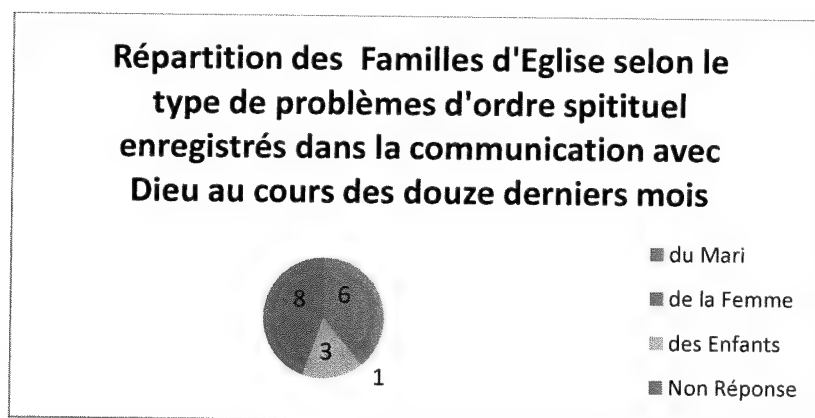 Répartition des Familles d'Eglise selon le
type de problèmes d'ordre spitituel
enregistrés dans la communication avec
Dieu au cours des douze derniers mois
8 6
3
1
du Mari
de la Femme
des Enfants
Non Réponse